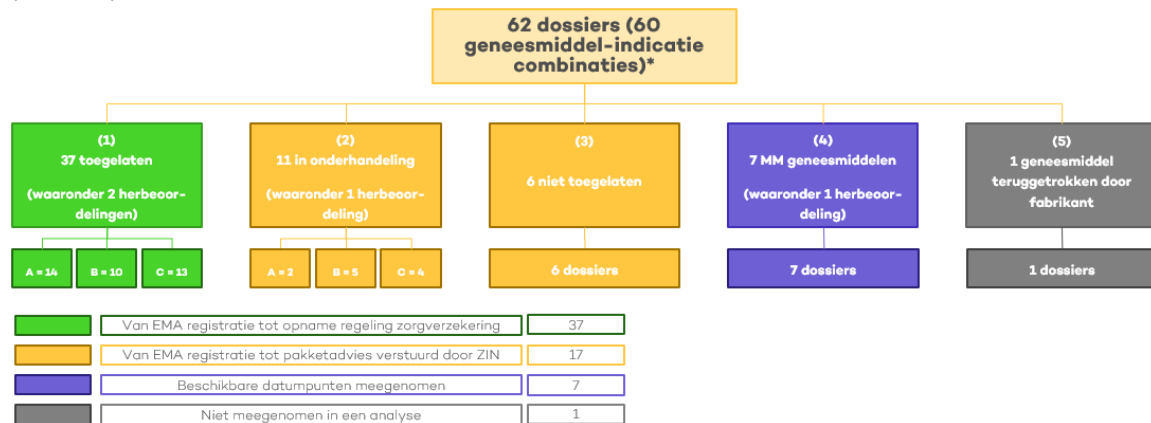 62 dossiers (60
geneesmiddel-indicatie
combinaties)*
(1)
37 toegelaten
(waaronder 2 herbeoor-
delingen)
(2)
11 in onderhandeling
(waaronder 1 herbeoor-
deling)
(3)
6 niet toegelaten
(4)
7 MM geneesmiddelen
(waaronder 1 herbeoor-
deling)
(5)
1 geneesmiddel
teruggetrokken door
fabrikant
A = 14
B = 10
C = 13
A = 2
B = 5
C = 4
6 dossiers
7 dossiers
1 dossiers
Van EMA registratie tot opname regeling zorgverzekering 37
Van EMA registratie tot pakketadvies verstuurd door ZIN 17
Beschikbare datumpunten meegenomen 7
Niet meegenomen in een analyse 1